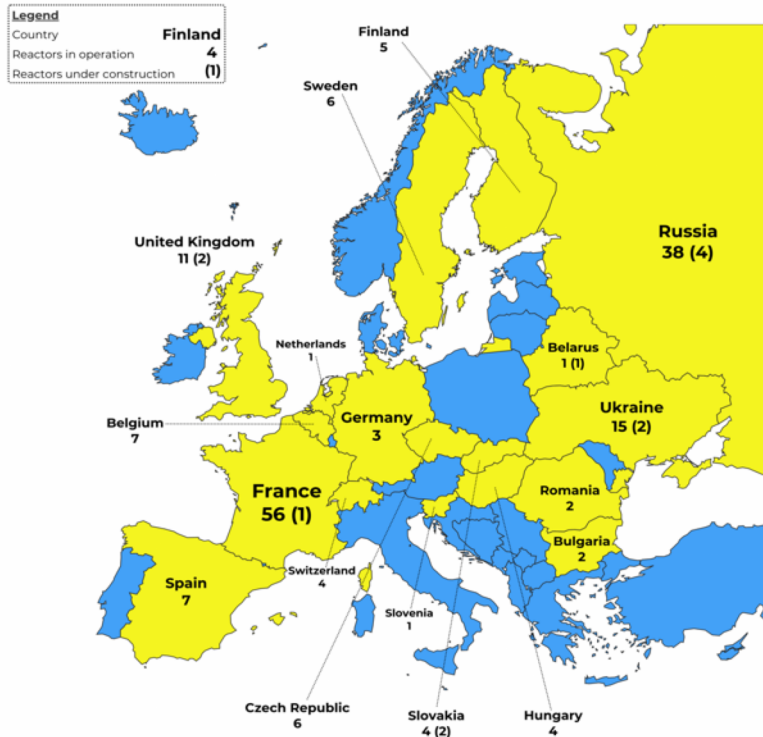 Legend
Country Finland
Reactors in operation 4
Reactors under construction (1)
Finland
5
Sweden
6
United Kingdom
11 (2)
Russia
38 (4)
Netherlands
1
Belarus
1 (1)
Belgium
7
Germany
3
Ukraine
15 (2)
France
56 (1)
Romania
2
Bulgaria
2
Switzerland
4
Spain
7
Slovenia
1
Czech Republic
6
Slovakia
4 (2)
Hungary
4